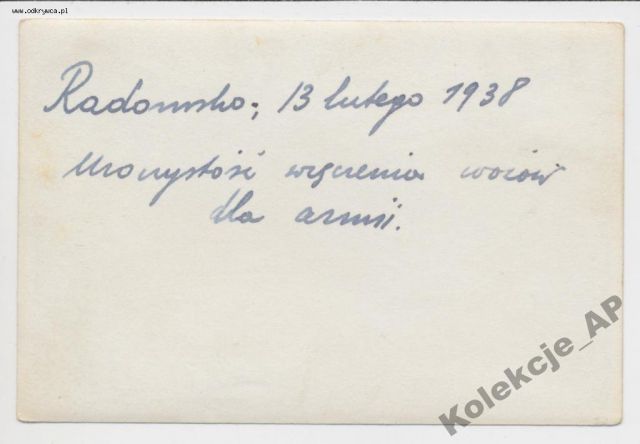 www.odkrywca.pl
Radomsko; 13 lutego 1938
Uroczystość wręczenia wozów
dla armii.
Kolekcje_AP